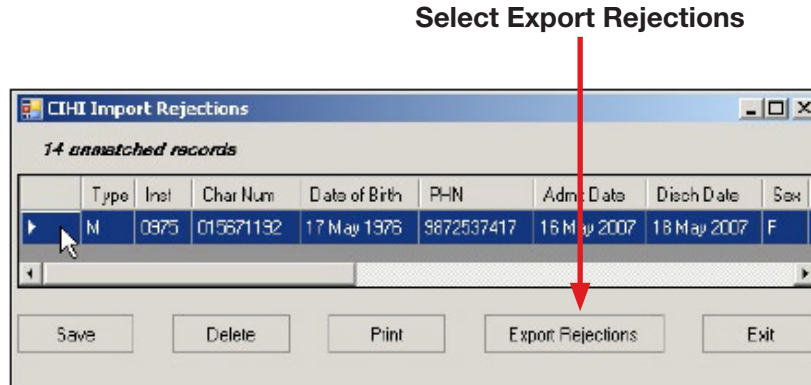 Select Export Rejections
CIHI Import Rejections
14 unmatched records
Type Inst Char Num Date of Birth PHN Admt Date Disch Date Sex
M 0975 015671192 17 May 1976 9872537417 16 May 2007 18 May 2007 F
Save Delete Print Export Rejections Exit